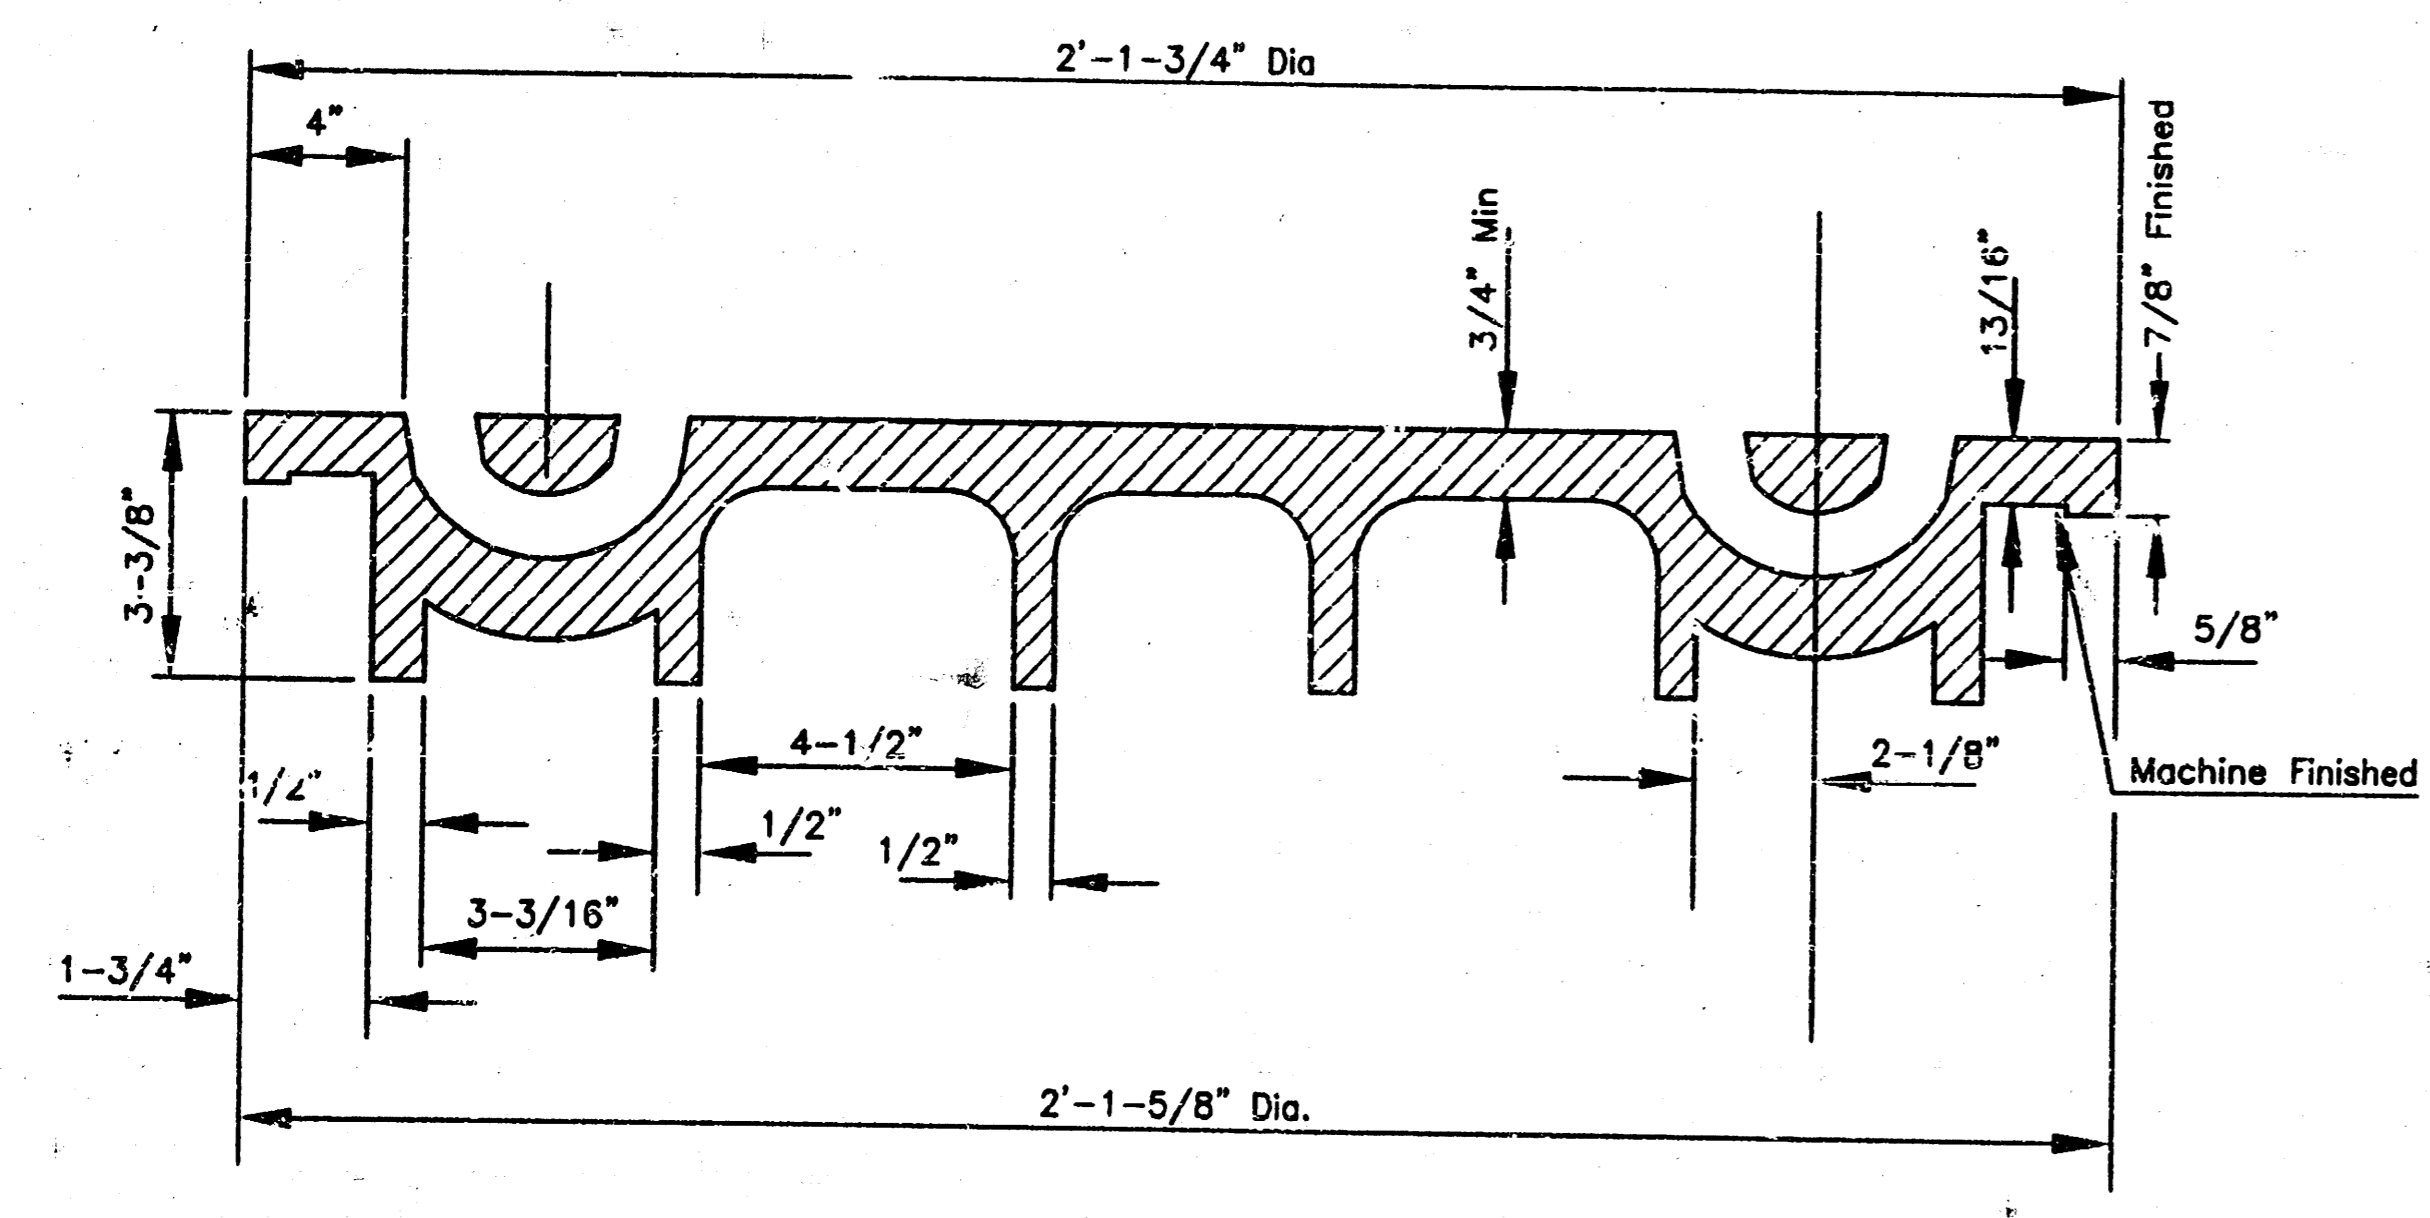 2'-1-3/4" Dia
4"
3/4" Min
13/16"
7/8" Finished
3-3/8"
5/8"
4-1/2"
2-1/8"
Machine Finished
1/2"
1/2"
1/2"
3-3/16"
1-3/4"
2'-1-5/8" Dia.